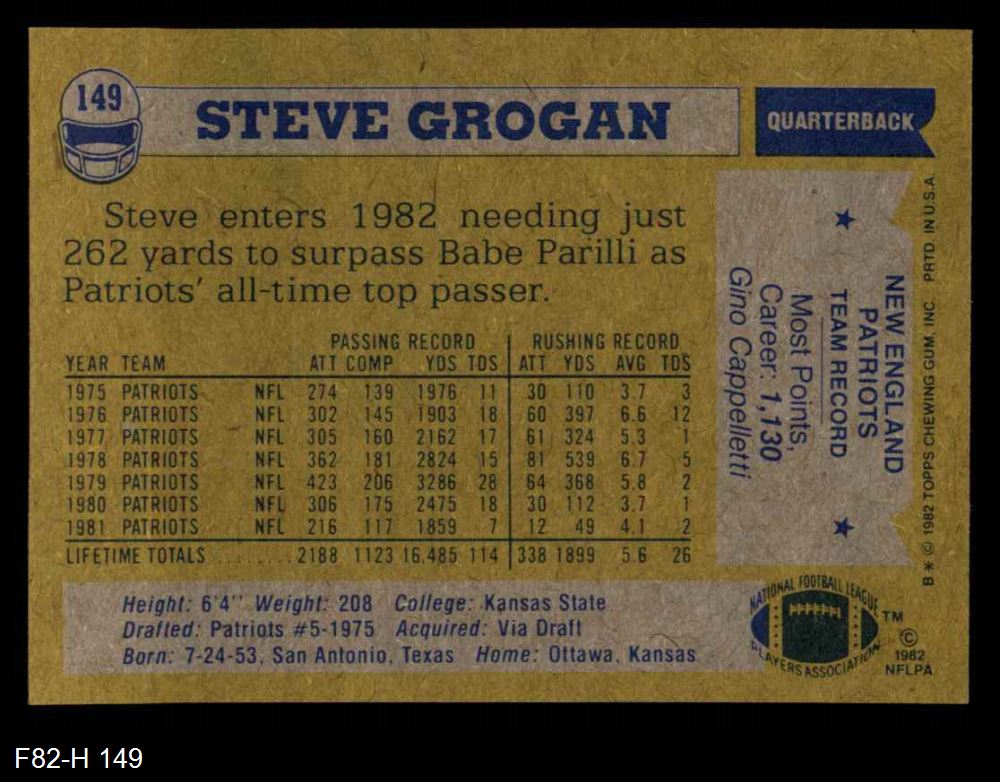 149
STEVE GROGAN
QUARTERBACK
Steve enters 1982 needing just
262 yards to surpass Babe Parilli as
Patriots' all-time top passer.
PASSING RECORD RUSHING RECORD
YEAR TEAM ATT COMP YDS TDS ATT YDS AVG TDS
1975 PATRIOTS NFL 274 139 1976 11 30 110 3.7 3
1976 PATRIOTS NFL 302 145 1903 18 60 397 6.6 12
1977 PATRIOTS NFL 305 160 2162 17 61 324 5.3 1
1978 PATRIOTS NFL 362 181 2824 15 81 539 6.7 5
1979 PATRIOTS NFL 423 206 3286 28 64 368 5.8 2
1980 PATRIOTS NFL 306 175 2475 18 30 112 3.7 1
1981 PATRIOTS NFL 216 117 1859 7 12 49 4.1 2
LIFETIME TOTALS ......... 2188 1123 16,485 114 338 1899 5.6 26
Height: 6'4" Weight: 208 College: Kansas State
Drafted: Patriots #5-1975 Acquired: Via Draft
Born: 7-24-53, San Antonio, Texas Home: Ottawa, Kansas
NEW ENGLAND
PATRIOTS
TEAM RECORD
Most Points,
Career: 1,130
Gino Cappelletti
B* © 1982 TOPPS CHEWING GUM, INC. PRTD. IN U.S.A.
NATIONAL FOOTBALL LEAGUE
PLAYERS ASSOCIATION
TM
©
1982
NFLPA
F82-H 149